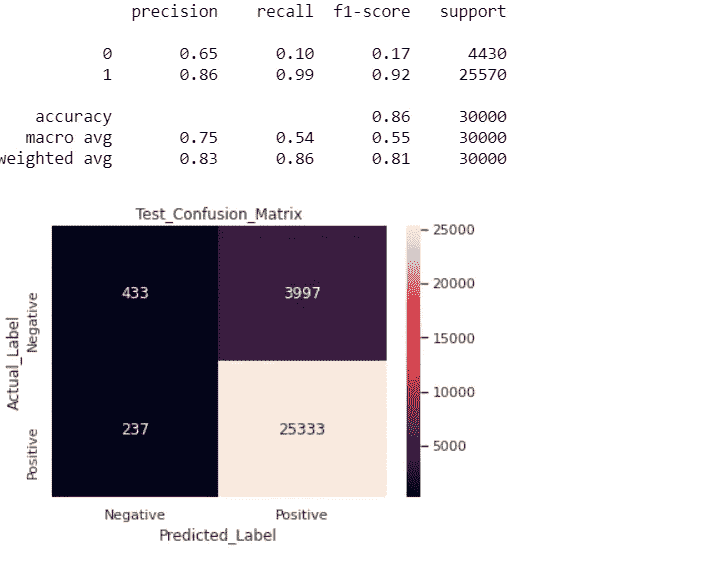 precision recall f1-score support
0 0.65 0.10 0.17 4430
1 0.86 0.99 0.92 25570
accuracy 0.86 30000
macro avg 0.75 0.54 0.55 30000
weighted avg 0.83 0.86 0.81 30000
Test_Confusion_Matrix
Actual_Label
Negative
433 3997
Positive
237 25333
Negative Positive
Predicted_Label
25000
20000
15000
10000
5000